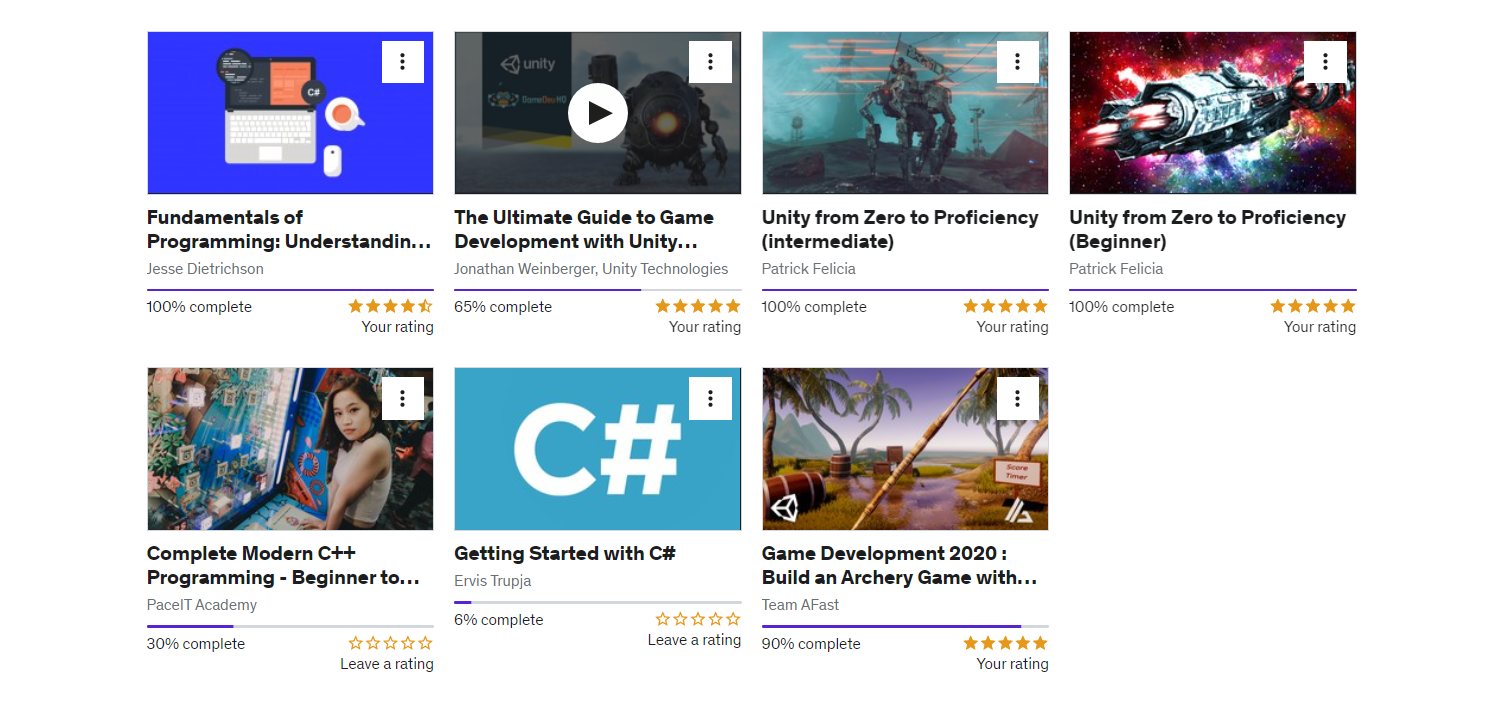 C#
unity
GameDev HQ
Fundamentals of
Programming: Understandin...
Jesse Dietrichson
100% complete
Your rating
The Ultimate Guide to Game
Development with Unity...
Jonathan Weinberger, Unity Technologies
65% complete
Your rating
Unity from Zero to Proficiency
(intermediate)
Patrick Felicia
100% complete
Your rating
Unity from Zero to Proficiency
(Beginner)
Patrick Felicia
100% complete
Your rating
Complete Modern C++
Programming - Beginner to...
PaceIT Academy
30% complete
Leave a rating
C#
Getting Started with C#
Ervis Trupja
6% complete
Leave a rating
Score
Timer
Game Development 2020 :
Build an Archery Game with...
Team AFast
90% complete
Your rating